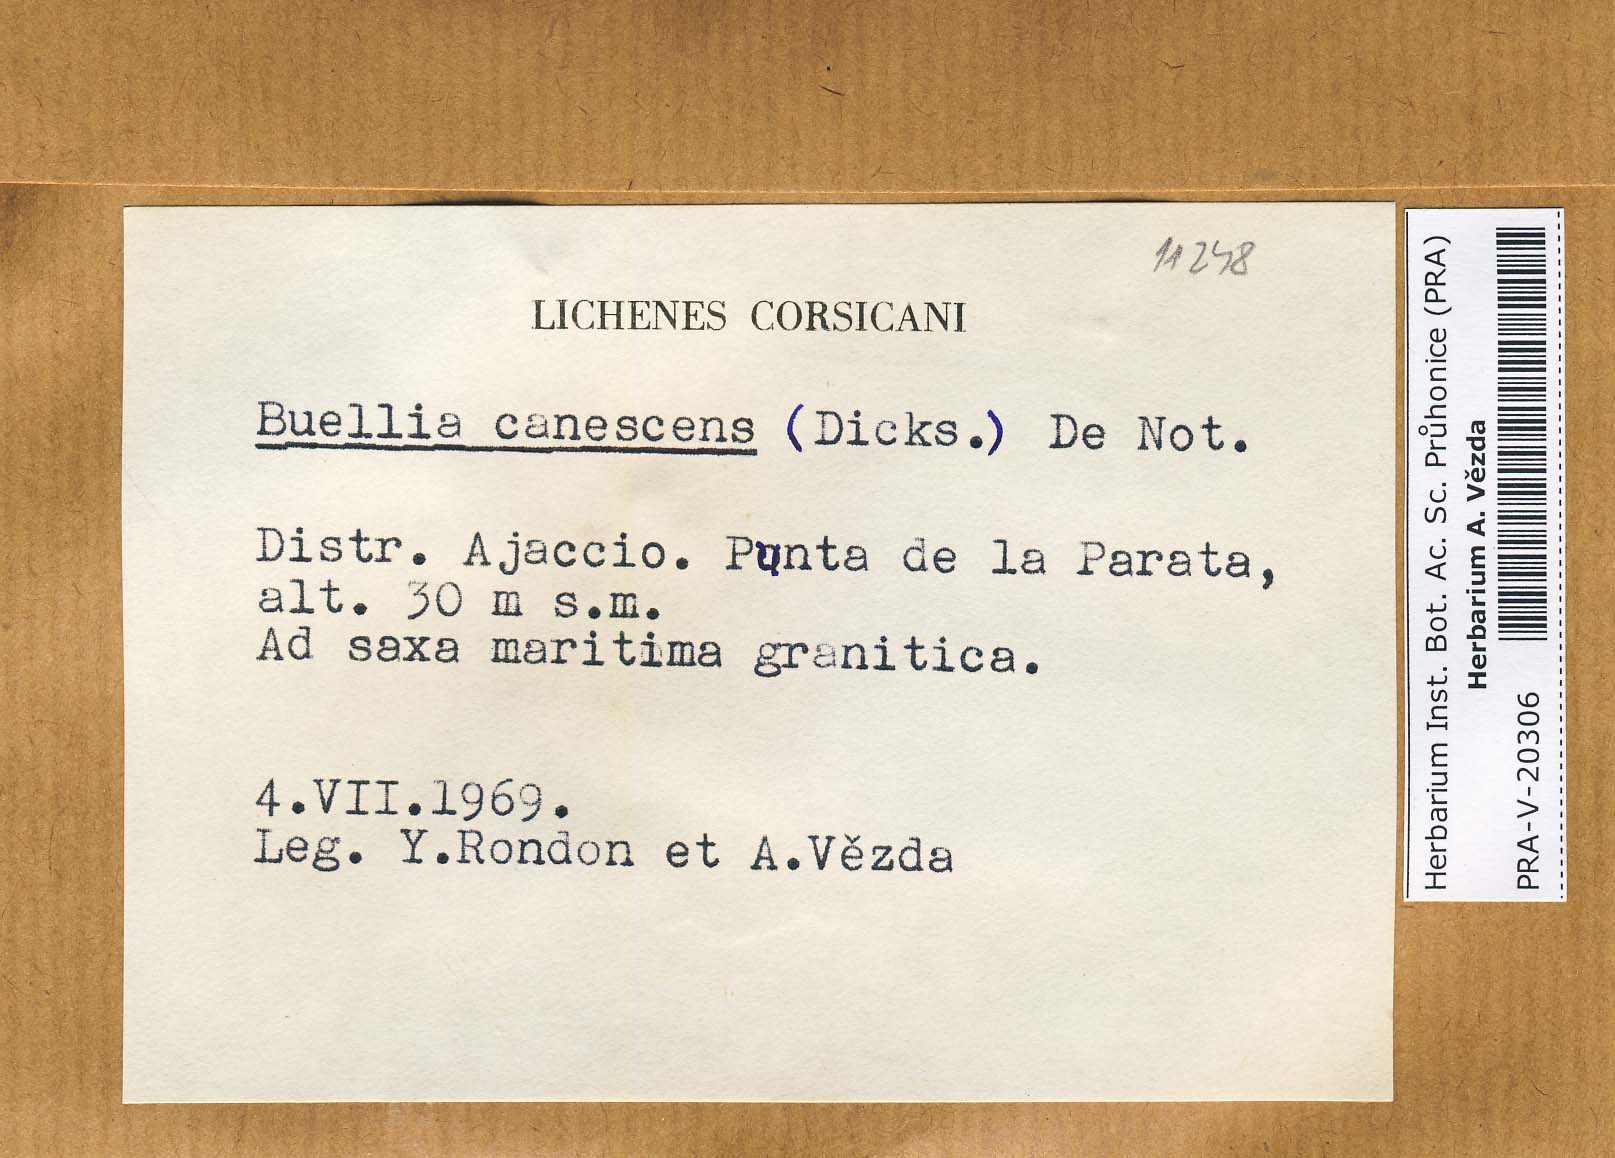 11248
LICHENES CORSICANI
Buellia canescens (Dicks.) De Not.
Distr. Ajaccio. Punta de la Parata,
alt. 30 m s.m.
Ad saxa maritima granitica.
4.VII.1969.
Leg. Y.Rondon et A.Vězda
Herbarium Inst. Bot. Ac. Sc. Průhonice (PRA)
Herbarium A. Vězda
PRA-V-20306